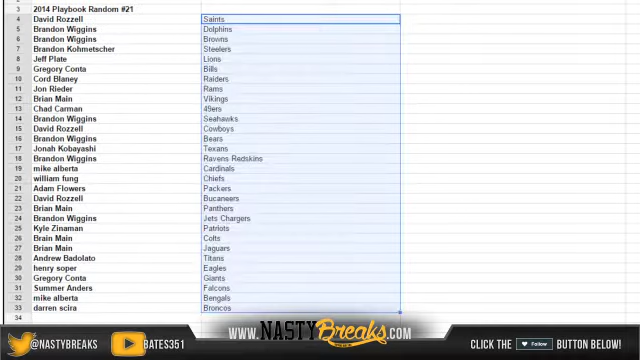 3 2014 Playbook Random #21
4 David Rozzell Saints
5 Brandon Wiggins Dolphins
6 Brandon Wiggins Browns
7 Brandon Kohmetscher Steelers
8 Jeff Plate Lions
9 Gregory Conta Bills
10 Cord Blaney Raiders
11 Jon Rieder Rams
12 Brian Main Vikings
13 Chad Carman 49ers
14 Brandon Wiggins Seahawks
15 David Rozzell Cowboys
16 Brandon Wiggins Bears
17 Jonah Kobayashi Texans
18 Brandon Wiggins Ravens Redskins
19 mike alberta Cardinals
20 william fung Chiefs
21 Adam Flowers Packers
22 David Rozzell Bucaneers
23 Brian Main Panthers
24 Brandon Wiggins Jets Chargers
25 Kyle Zinaman Patriots
26 Brain Main Colts
27 Brian Main Jaguars
28 Andrew Badolato Titans
29 henry soper Eagles
30 Gregory Conta Giants
31 Summer Anders Falcons
32 mike alberta Bengals
33 darren scira Broncos
34
@NASTYBREAKS BATES351 WWW.NASTYBreaks.COM CLICK THE Follow BUTTON BELOW!